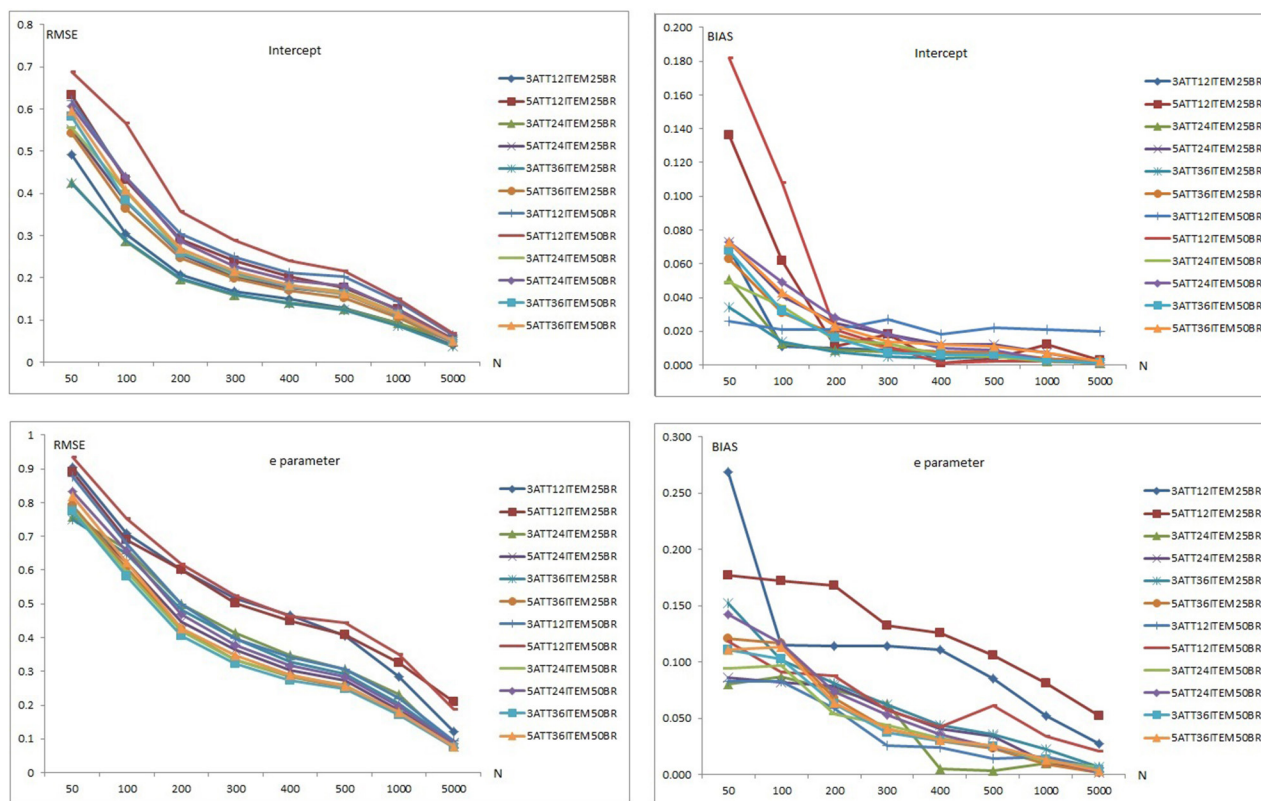 RMSE
Intercept
0.8
0.7
0.6
0.5
0.4
0.3
0.2
0.1
0
50 100 200 300 400 500 1000 5000 N
3ATT12ITEM25BR
5ATT12ITEM25BR
3ATT24ITEM25BR
5ATT24ITEM25BR
3ATT36ITEM25BR
5ATT36ITEM25BR
3ATT12ITEM50BR
5ATT12ITEM50BR
3ATT24ITEM50BR
5ATT24ITEM50BR
3ATT36ITEM50BR
5ATT36ITEM50BR
BIAS
Intercept
0.200
0.180
0.160
0.140
0.120
0.100
0.080
0.060
0.040
0.020
0.000
50 100 200 300 400 500 1000 5000 N
3ATT12ITEM25BR
5ATT12ITEM25BR
3ATT24ITEM25BR
5ATT24ITEM25BR
3ATT36ITEM25BR
5ATT36ITEM25BR
3ATT12ITEM50BR
5ATT12ITEM50BR
3ATT24ITEM50BR
5ATT24ITEM50BR
3ATT36ITEM50BR
5ATT36ITEM50BR
RMSE
e parameter
1
0.9
0.8
0.7
0.6
0.5
0.4
0.3
0.2
0.1
0
50 100 200 300 400 500 1000 5000 N
3ATT12ITEM25BR
5ATT12ITEM25BR
3ATT24ITEM25BR
5ATT24ITEM25BR
3ATT36ITEM25BR
5ATT36ITEM25BR
3ATT12ITEM50BR
5ATT12ITEM50BR
3ATT24ITEM50BR
5ATT24ITEM50BR
3ATT36ITEM50BR
5ATT36ITEM50BR
BIAS
e parameter
0.300
0.250
0.200
0.150
0.100
0.050
0.000
50 100 200 300 400 500 1000 5000 N
3ATT12ITEM25BR
5ATT12ITEM25BR
3ATT24ITEM25BR
5ATT24ITEM25BR
3ATT36ITEM25BR
5ATT36ITEM25BR
3ATT12ITEM50BR
5ATT12ITEM50BR
3ATT24ITEM50BR
5ATT24ITEM50BR
3ATT36ITEM50BR
5ATT36ITEM50BR